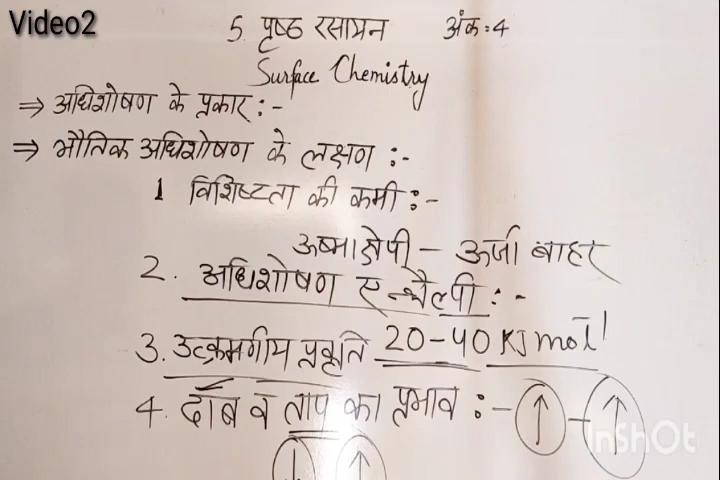 Video2
5. पृष्ठ रसायन अंक:4
Surface Chemistry
⇒ अधिशोषण के प्रकार :-
⇒ भौतिक अधिशोषण के लक्षण :-
1 विशिष्टता की कमी :-
ऊष्माक्षेपी - ऊर्जा बाहर
2. अधिशोषण एन्थैल्पी :-
3. उत्क्रमणीय प्रकृति 20-40 KJ mol⁻¹
4. दाब व ताप का प्रभाव :- ↑ - ↑
↓ ↑
InShOt